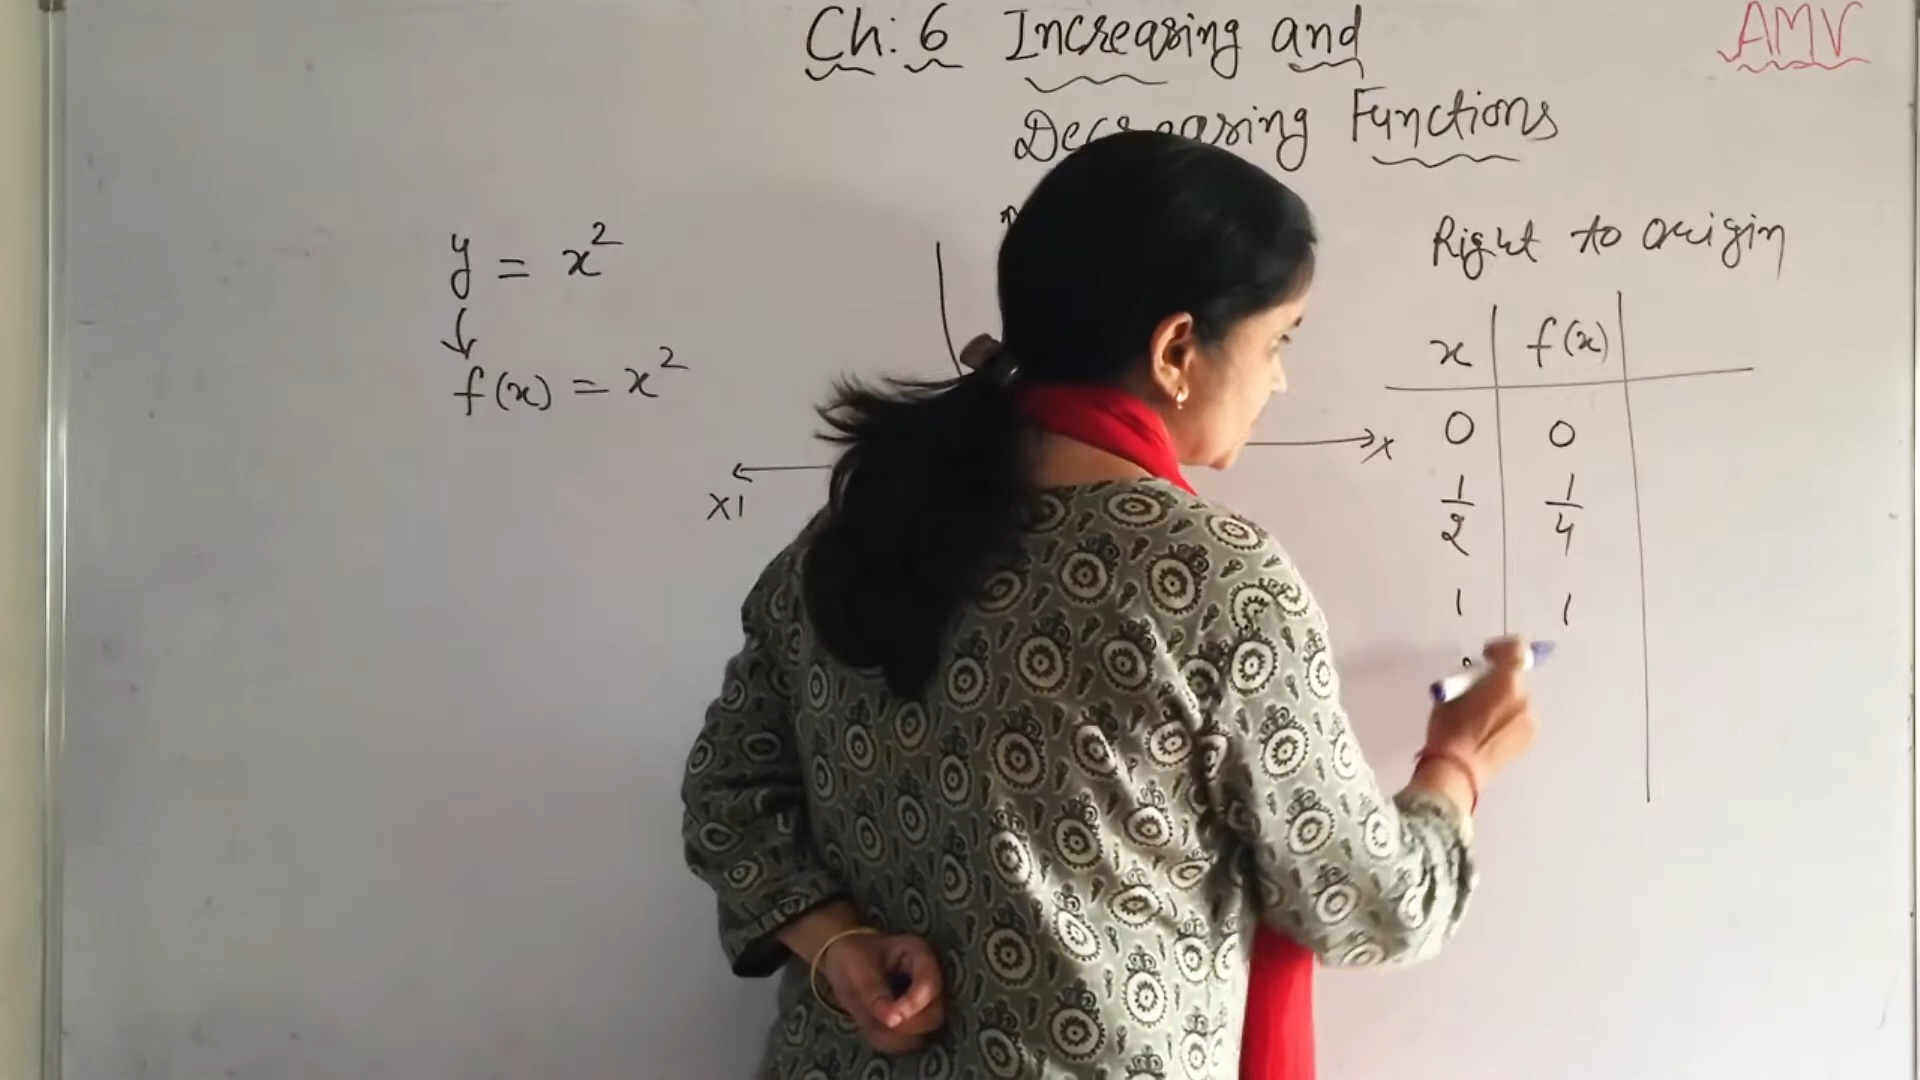 Ch: 6 Increasing and
AMV
Decreasing Functions
y = x²
f(x) = x²
Right to origin
x f(x)
0 0
1/2 1/4
1 1
X
X1